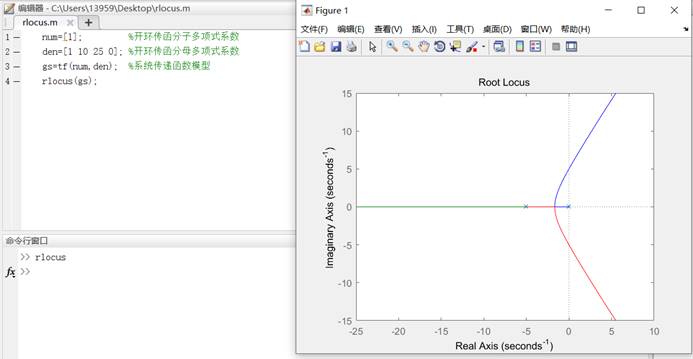 编辑器 - C:\Users\13959\Desktop\rlocus.m
rlocus.m
1 num=[1]; %开环传函分子多项式系数
2 den=[1 10 25 0]; %开环传函分母多项式系数
3 gs=tf(num,den); %系统传递函数模型
4 rlocus(gs);
命令行窗口
>> rlocus
fx >>
Figure 1
文件(F) 编辑(E) 查看(V) 插入(I) 工具(T) 桌面(D) 窗口(W) 帮助(H)
Root Locus
Imaginary Axis (seconds-1)
15
10
5
0
-5
-10
-15
-25 -20 -15 -10 -5 0 5 10
Real Axis (seconds-1)